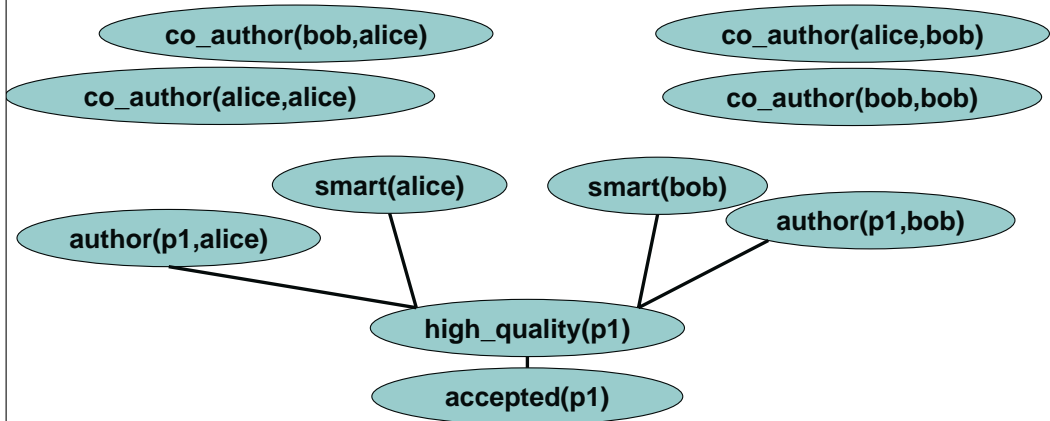 co_author(bob,alice)
co_author(alice,bob)
co_author(alice,alice)
co_author(bob,bob)
smart(alice)
smart(bob)
author(p1,alice)
author(p1,bob)
high_quality(p1)
accepted(p1)